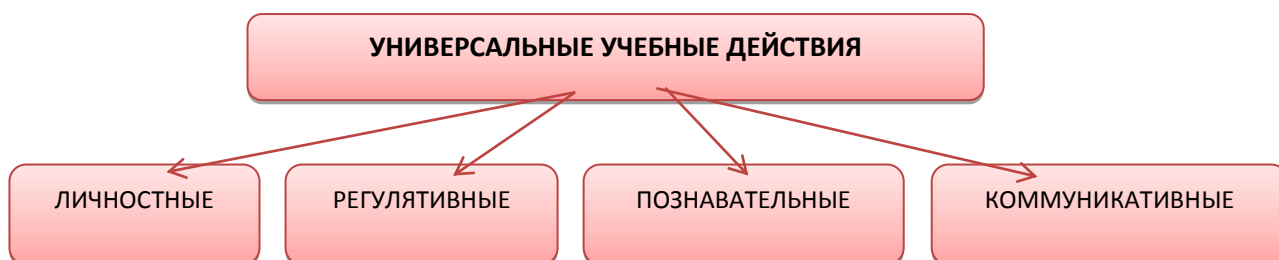 УНИВЕРСАЛЬНЫЕ УЧЕБНЫЕ ДЕЙСТВИЯ
ЛИЧНОСТНЫЕ
РЕГУЛЯТИВНЫЕ
ПОЗНАВАТЕЛЬНЫЕ
КОММУНИКАТИВНЫЕ